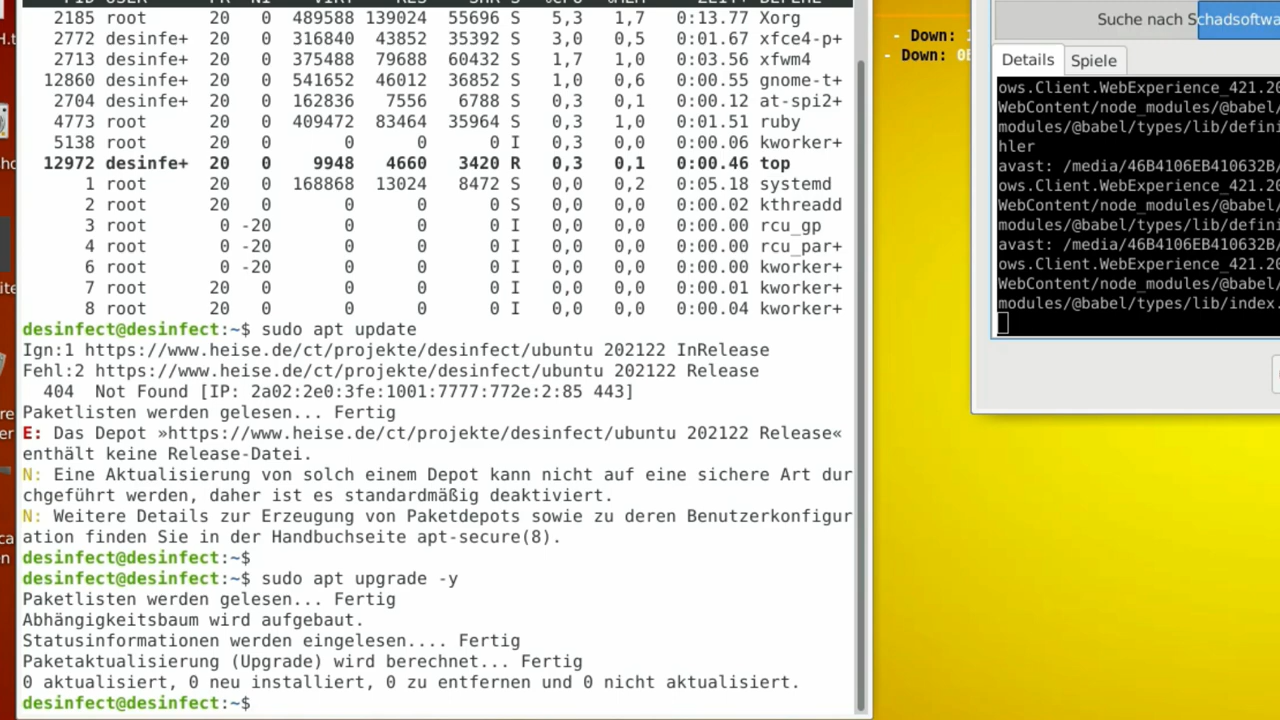 PID USER PR NI VIRT RES SHR S %CPU %MEM ZEIT+ BEFEHL
2185 root 20 0 489588 139024 55696 S 5,3 1,7 0:13.77 Xorg
2772 desinfe+ 20 0 316840 43852 35392 S 3,0 0,5 0:01.67 xfce4-p+
2713 desinfe+ 20 0 375488 79688 60432 S 1,7 1,0 0:03.56 xfwm4
12860 desinfe+ 20 0 541652 46012 36852 S 1,0 0,6 0:00.55 gnome-t+
2704 desinfe+ 20 0 162836 7556 6788 S 0,3 0,1 0:00.12 at-spi2+
4773 desinfe+ 20 0 409472 83464 35964 S 0,3 1,0 0:01.51 ruby
5138 root 20 0 0 0 0 I 0,3 0,0 0:00.06 kworker+
12972 desinfe+ 20 0 9948 4660 3420 R 0,3 0,1 0:00.46 top
1 root 20 0 168868 13024 8472 S 0,0 0,2 0:05.18 systemd
2 root 20 0 0 0 0 S 0,0 0,0 0:00.02 kthreadd
3 root 0 -20 0 0 0 I 0,0 0,0 0:00.00 rcu_gp
4 root 0 -20 0 0 0 I 0,0 0,0 0:00.00 rcu_par+
6 root 0 -20 0 0 0 I 0,0 0,0 0:00.00 kworker+
7 root 20 0 0 0 0 I 0,0 0,0 0:00.01 kworker+
8 root 20 0 0 0 0 I 0,0 0,0 0:00.04 kworker+
desinfect@desinfect:~$ sudo apt update
Ign:1 https://www.heise.de/ct/projekte/desinfect/ubuntu 202122 InRelease
Fehl:2 https://www.heise.de/ct/projekte/desinfect/ubuntu 202122 Release
404 Not Found [IP: 2a02:2e0:3fe:1001:7777:772e:2:85 443]
Paketlisten werden gelesen... Fertig
E: Das Depot »https://www.heise.de/ct/projekte/desinfect/ubuntu 202122 Release«
enthält keine Release-Datei.
N: Eine Aktualisierung von solch einem Depot kann nicht auf eine sichere Art dur
chgeführt werden, daher ist es standardmäßig deaktiviert.
N: Weitere Details zur Erzeugung von Paketdepots sowie zu deren Benutzerkonfigur
ation finden Sie in der Handbuchseite apt-secure(8).
desinfect@desinfect:~$
desinfect@desinfect:~$ sudo apt upgrade -y
Paketlisten werden gelesen... Fertig
Abhängigkeitsbaum wird aufgebaut.
Statusinformationen werden eingelesen.... Fertig
Paketaktualisierung (Upgrade) wird berechnet... Fertig
0 aktualisiert, 0 neu installiert, 0 zu entfernen und 0 nicht aktualisiert.
desinfect@desinfect:~$
- Down:
- Down: 0
Suche nach Schadsoftwa
Details Spiele
ows.Client.WebExperience_421.20
WebContent/node_modules/@babel/
modules/@babel/types/lib/defini
hler
avast: /media/46B4106EB410632B/
ows.Client.WebExperience_421.20
WebContent/node_modules/@babel/
modules/@babel/types/lib/defini
avast: /media/46B4106EB410632B/
ows.Client.WebExperience_421.20
WebContent/node_modules/@babel/
modules/@babel/types/lib/index